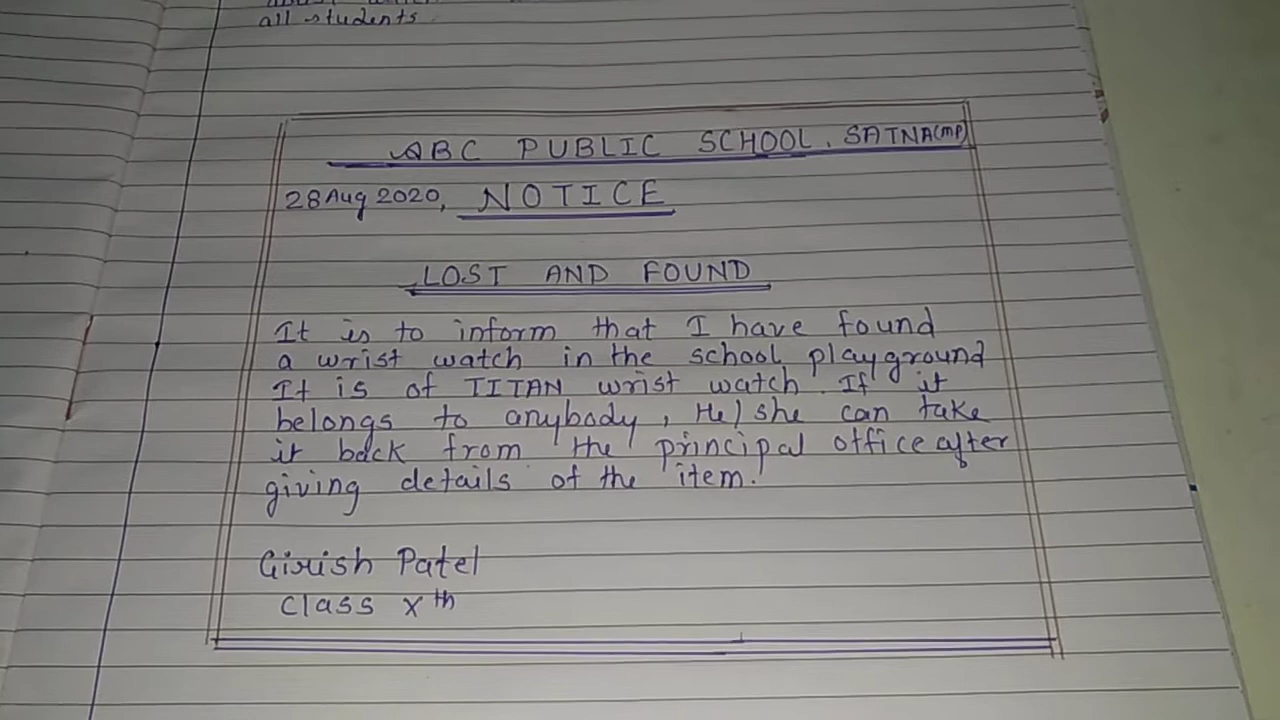 all students
ABC PUBLIC SCHOOL, SATNA(MP)
28 Aug 2020, NOTICE
LOST AND FOUND
It is to inform that I have found
a wrist watch in the school playground
It is of TITAN wrist watch. If it
belongs to anybody, He/she can take
it back from the principal office after
giving details of the item.
Girish Patel
Class Xth